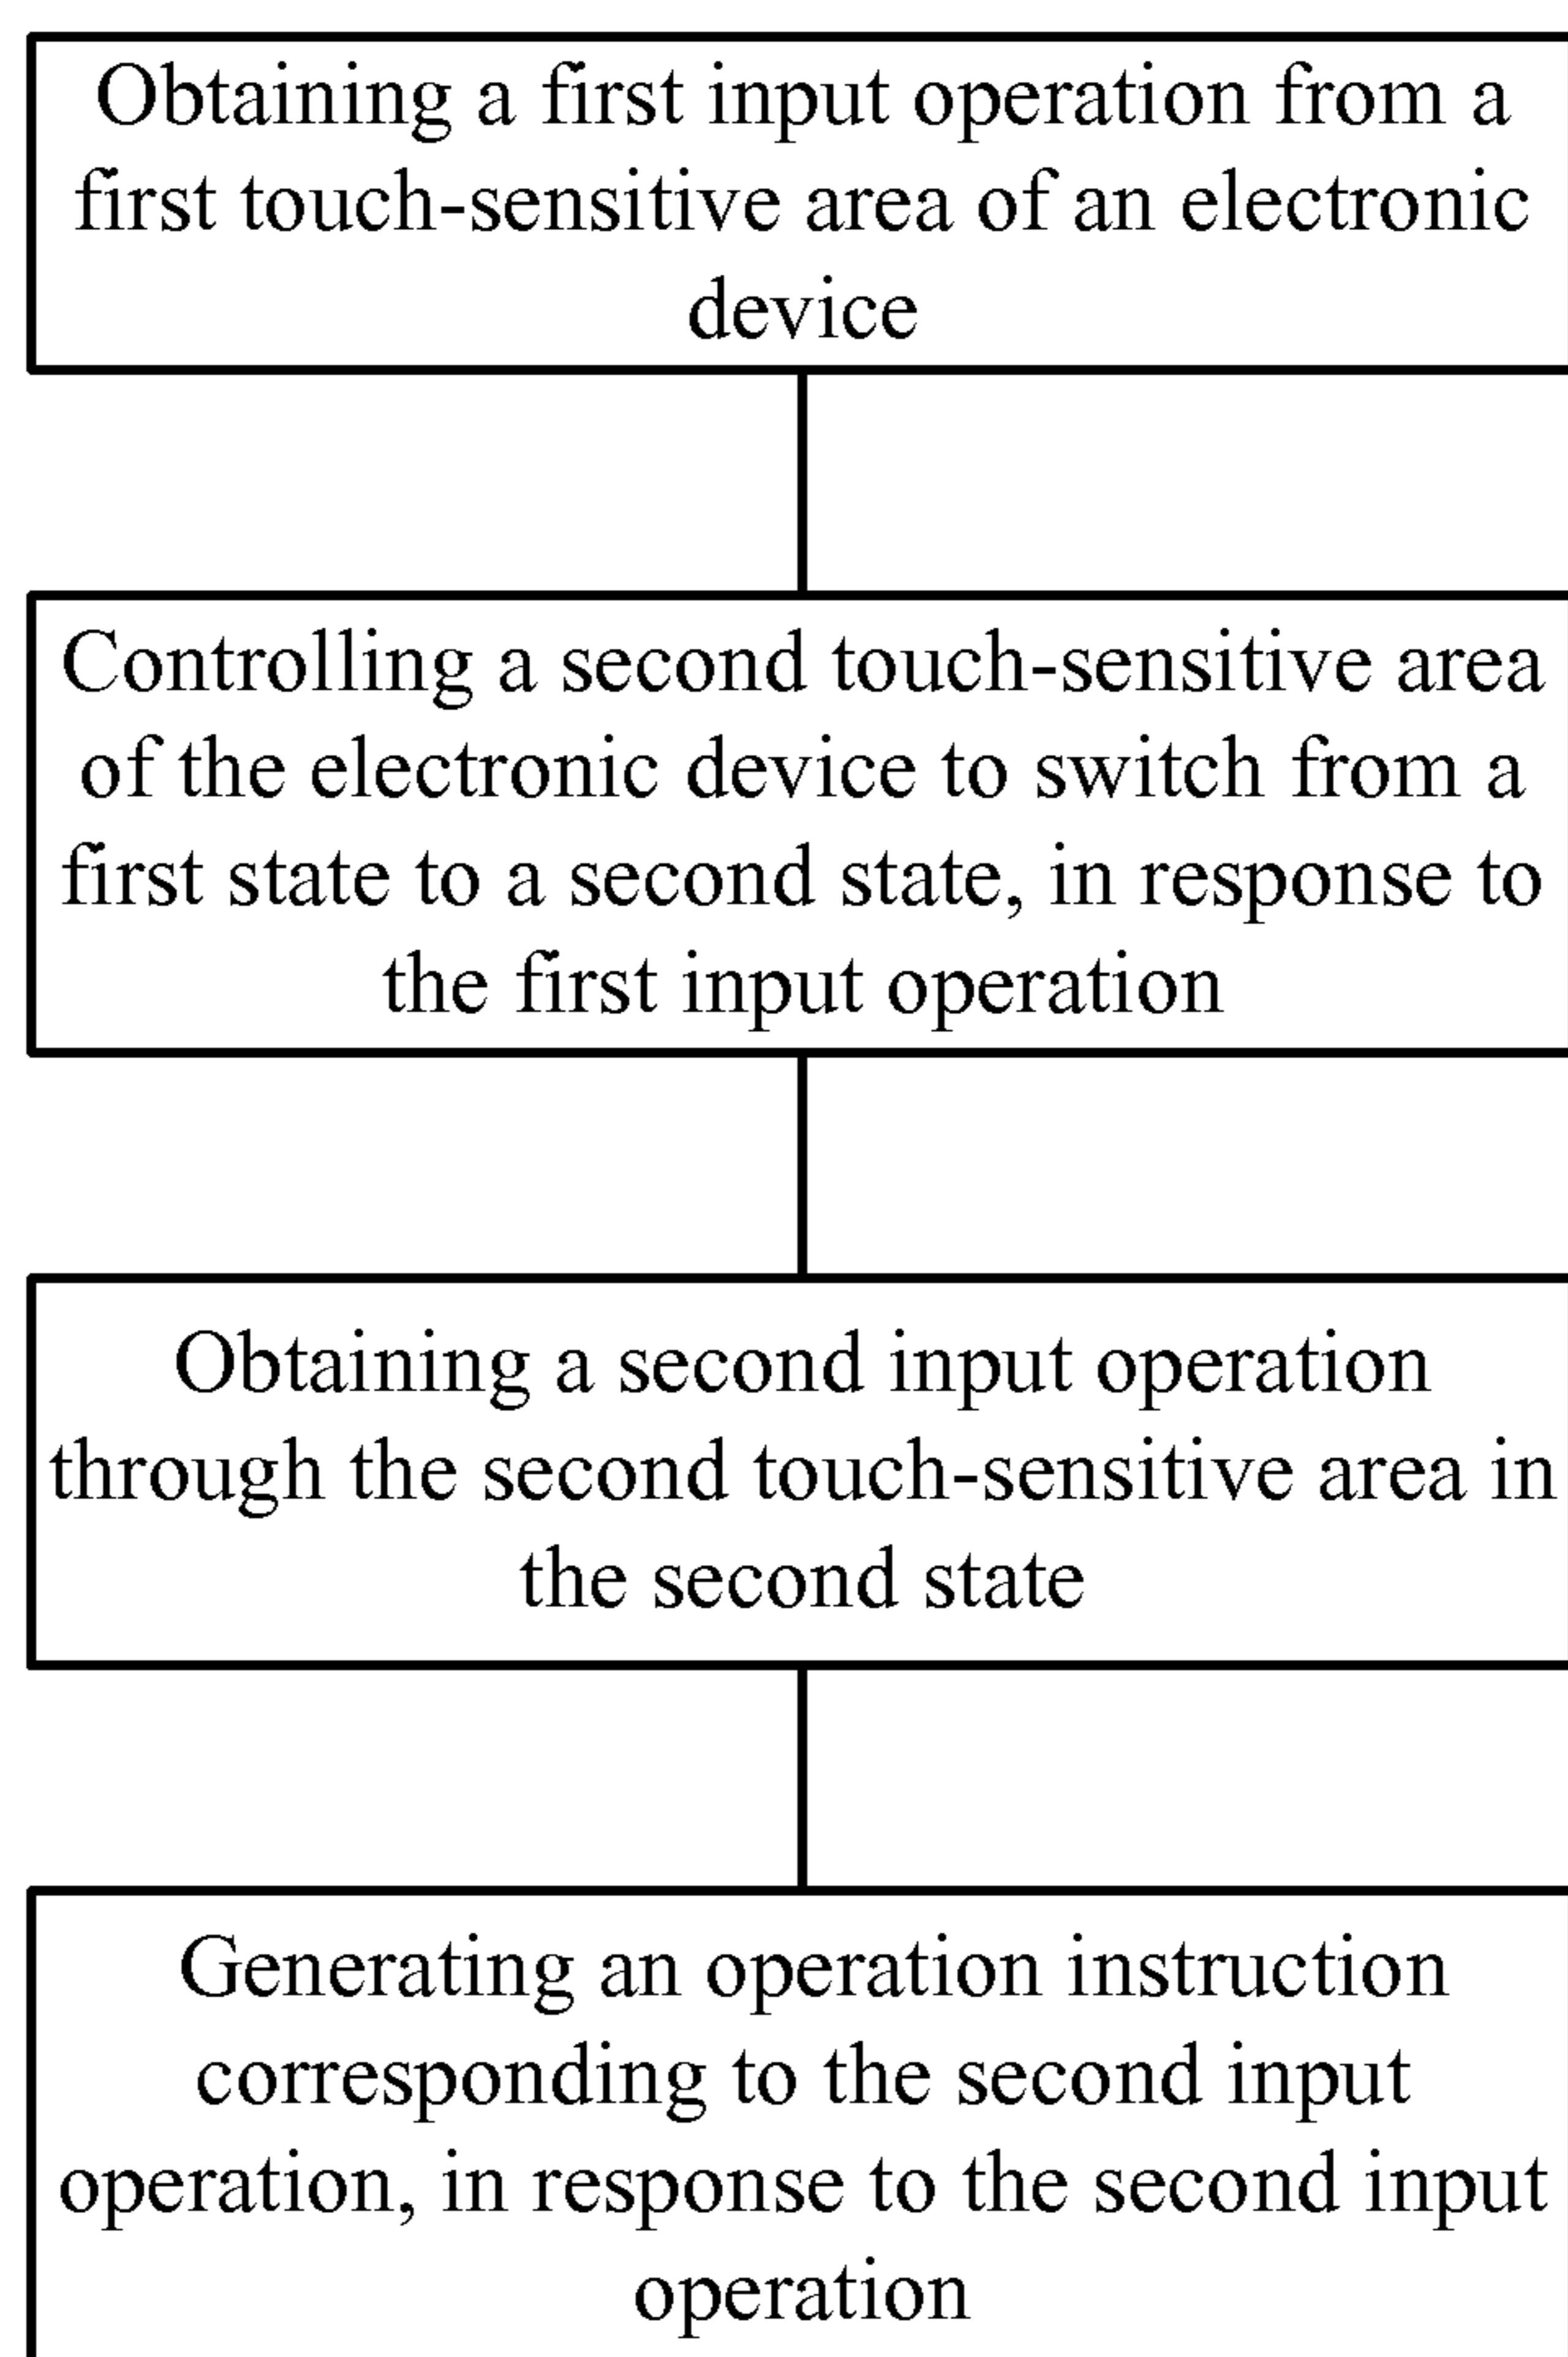 Obtaining a first input operation from a
first touch-sensitive area of an electronic
device
Controlling a second touch-sensitive area
of the electronic device to switch from a
first state to a second state, in response to
the first input operation
Obtaining a second input operation
through the second touch-sensitive area in
the second state
Generating an operation instruction
corresponding to the second input
operation, in response to the second input
operation